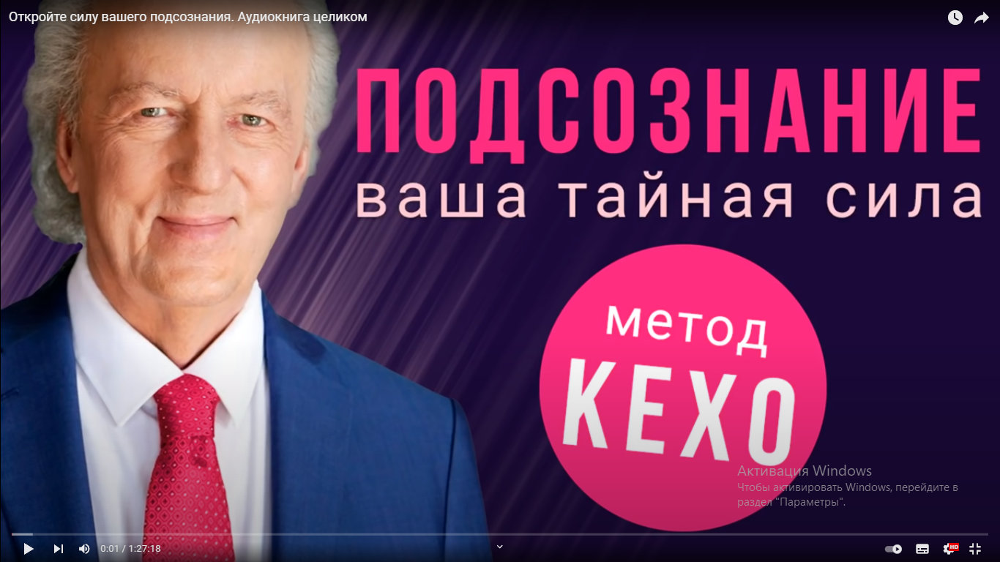 Откройте силу вашего подсознания. Аудиокнига целиком
ПОДСОЗНАНИЕ
ваша тайная сила
метод
КЕХО
Активация Windows
Чтобы активировать Windows, перейдите в
раздел "Параметры".
0:01 / 1:27:18
HD